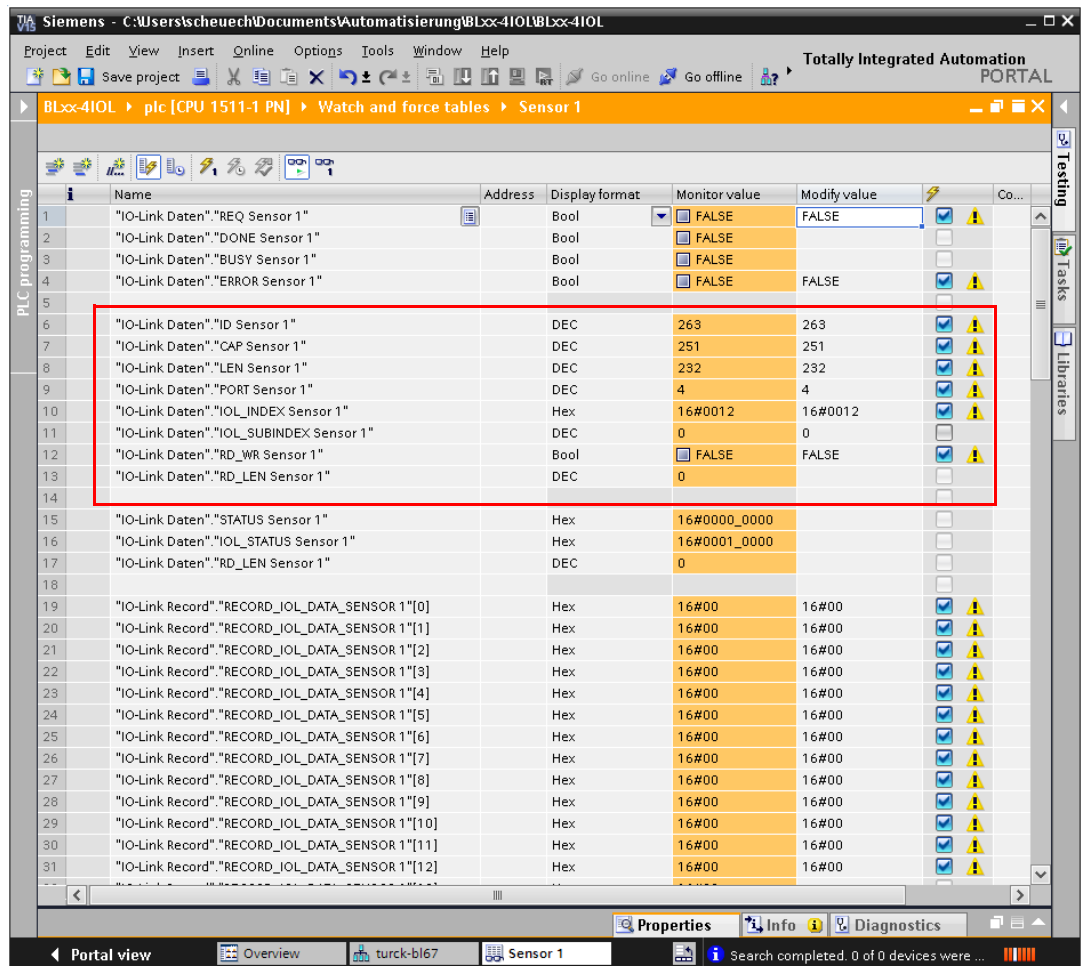 Siemens - C:\Users\scheuech\Documents\Automatisierung\BLxx-4IOL\BLxx-4IOL
TIA V15
Project Edit View Insert Online Options Tools Window Help
Totally Integrated Automation
PORTAL
Save project Go online Go offline
BLxx-4IOL plc [CPU 1511-1 PN] Watch and force tables Sensor 1
PLC programming
Testing
Tasks
Libraries
i Name Address Display format Monitor value Modify value Co...
1 "IO-Link Daten"."REQ Sensor 1" Bool FALSE FALSE
2 "IO-Link Daten"."DONE Sensor 1" Bool FALSE
3 "IO-Link Daten"."BUSY Sensor 1" Bool FALSE
4 "IO-Link Daten"."ERROR Sensor 1" Bool FALSE FALSE
5
6 "IO-Link Daten"."ID Sensor 1" DEC 263 263
7 "IO-Link Daten"."CAP Sensor 1" DEC 251 251
8 "IO-Link Daten"."LEN Sensor 1" DEC 232 232
9 "IO-Link Daten"."PORT Sensor 1" DEC 4 4
10 "IO-Link Daten"."IOL_INDEX Sensor 1" Hex 16#0012 16#0012
11 "IO-Link Daten"."IOL_SUBINDEX Sensor 1" DEC 0 0
12 "IO-Link Daten"."RD_WR Sensor 1" Bool FALSE FALSE
13 "IO-Link Daten"."RD_LEN Sensor 1" DEC 0
14
15 "IO-Link Daten"."STATUS Sensor 1" Hex 16#0000_0000
16 "IO-Link Daten"."IOL_STATUS Sensor 1" Hex 16#0001_0000
17 "IO-Link Daten"."RD_LEN Sensor 1" DEC 0
18
19 "IO-Link Record"."RECORD_IOL_DATA_SENSOR 1"[0] Hex 16#00 16#00
20 "IO-Link Record"."RECORD_IOL_DATA_SENSOR 1"[1] Hex 16#00 16#00
21 "IO-Link Record"."RECORD_IOL_DATA_SENSOR 1"[2] Hex 16#00 16#00
22 "IO-Link Record"."RECORD_IOL_DATA_SENSOR 1"[3] Hex 16#00 16#00
23 "IO-Link Record"."RECORD_IOL_DATA_SENSOR 1"[4] Hex 16#00 16#00
24 "IO-Link Record"."RECORD_IOL_DATA_SENSOR 1"[5] Hex 16#00 16#00
25 "IO-Link Record"."RECORD_IOL_DATA_SENSOR 1"[6] Hex 16#00 16#00
26 "IO-Link Record"."RECORD_IOL_DATA_SENSOR 1"[7] Hex 16#00 16#00
27 "IO-Link Record"."RECORD_IOL_DATA_SENSOR 1"[8] Hex 16#00 16#00
28 "IO-Link Record"."RECORD_IOL_DATA_SENSOR 1"[9] Hex 16#00 16#00
29 "IO-Link Record"."RECORD_IOL_DATA_SENSOR 1"[10] Hex 16#00 16#00
30 "IO-Link Record"."RECORD_IOL_DATA_SENSOR 1"[11] Hex 16#00 16#00
31 "IO-Link Record"."RECORD_IOL_DATA_SENSOR 1"[12] Hex 16#00 16#00
Properties Info Diagnostics
Portal view Overview turck-bl67 Sensor 1 Search completed. 0 of 0 devices were ...